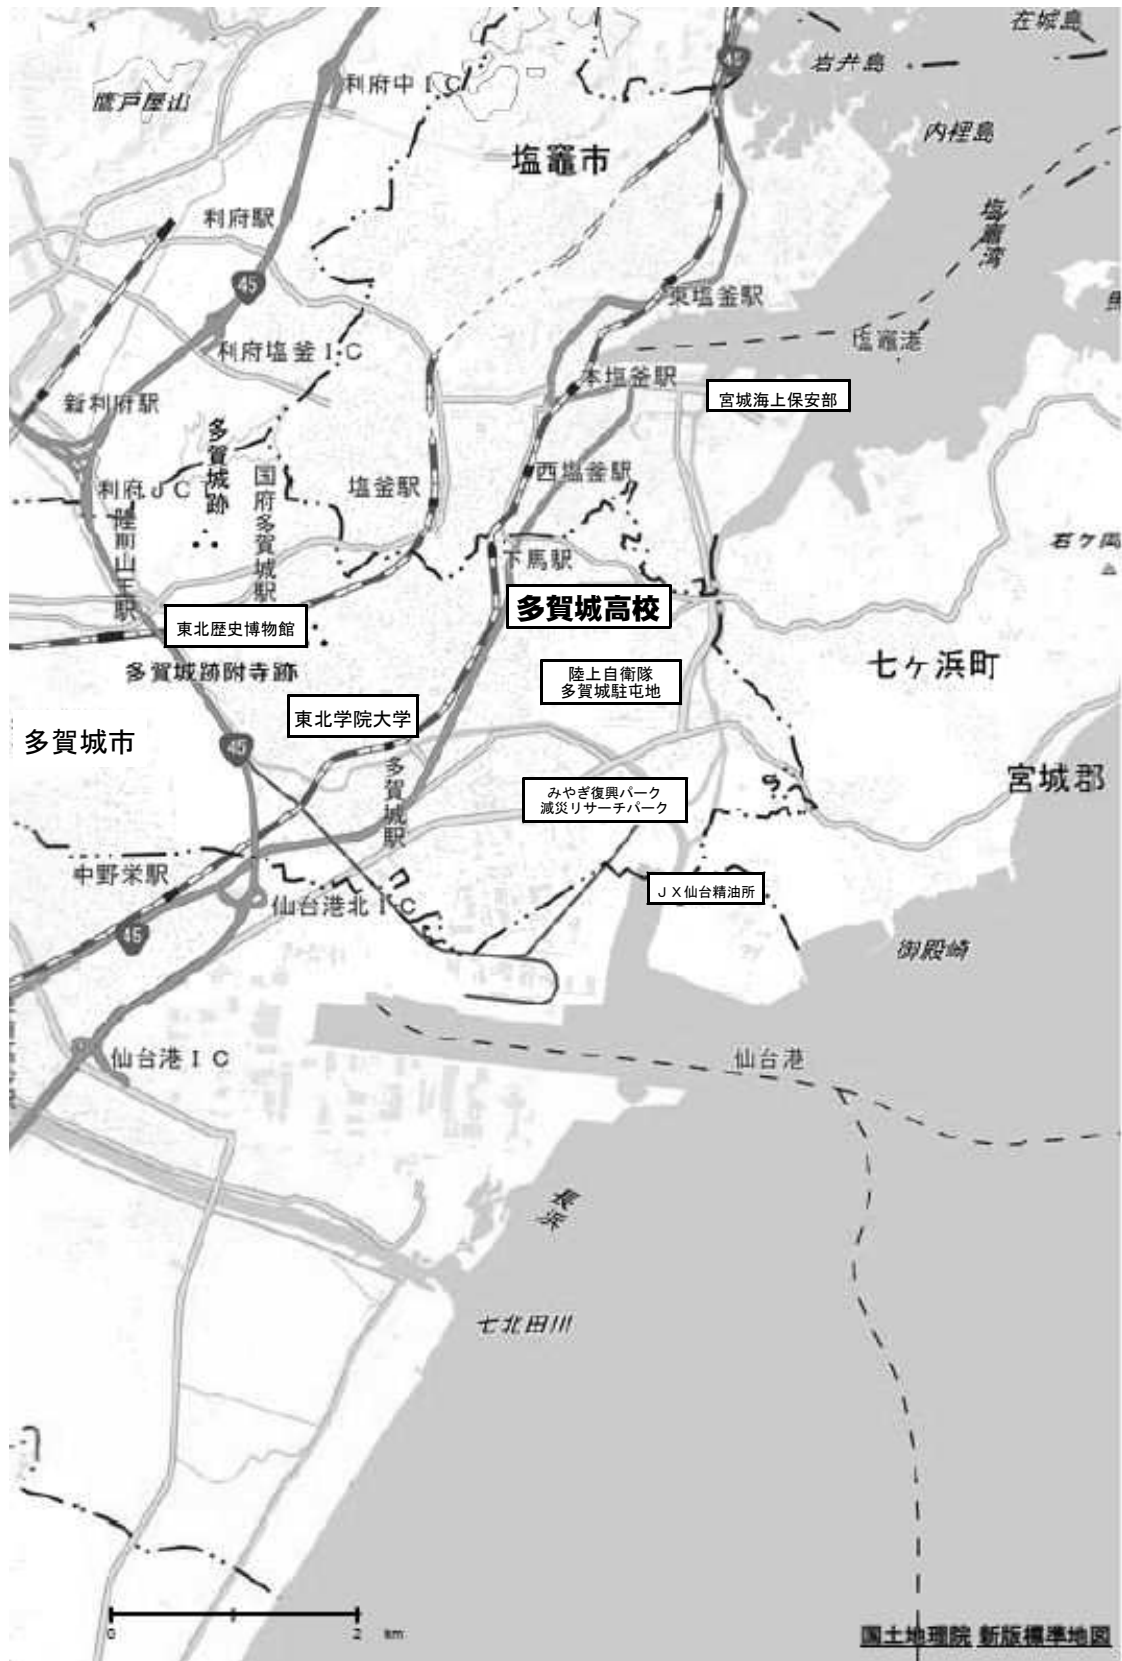 在城島
45
岩井島
利府中IC
鷹戸屋山
内裡島
塩竈市
利府駅
塩竈湾
45
東塩釜駅
塩竈港
利府塩釜IC
本塩釜駅
宮城海上保安部
新利府駅
多賀城跡
西塩釜駅
国府多賀城駅
塩釜駅
利府JCT
陸前山王駅
下馬駅
多賀城高校
東北歴史博物館
七ヶ浜町
多賀城跡附寺跡
陸上自衛隊
多賀城駐屯地
東北学院大学
多賀城市
45
多賀城駅
宮城郡
みやぎ復興パーク
減災リサーチパーク
中野栄駅
JX仙台精油所
仙台港北IC
45
御殿崎
仙台港IC
仙台港
長浜
七北田川
0 2 km
国土地理院 新版標準地図